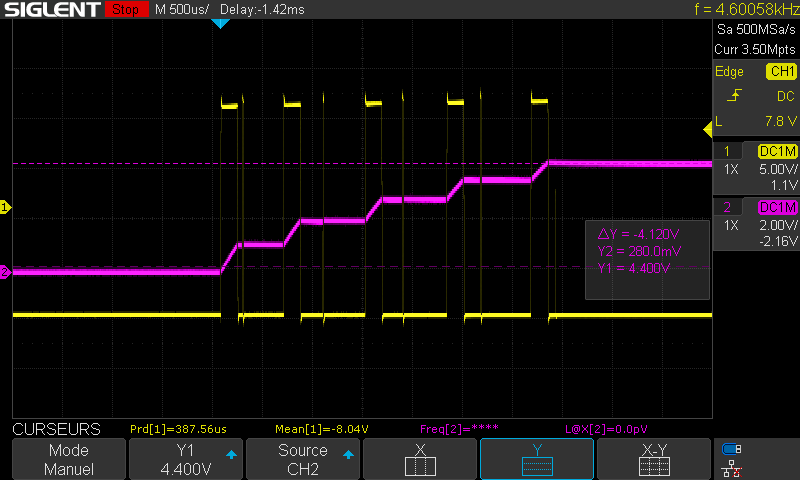 SIGLENT Stop M 500us/ Delay:-1.42ms f = 4.60058kHz
Sa 500MSa/s
Curr 3.50Mpts
Edge CH1
DC
L 7.8 V
1 DC1M
1X 5.00V/
1.1V
2 DC1M
1X 2.00V/
-2.16V
1
2
ΔY = -4.120V
Y2 = 280.0mV
Y1 = 4.400V
CURSEURS Prd[1]=387.56us Mean[1]=-8.04V Freq[2]=**** L@X[2]=0.0pV
Mode Y1 Source X Y X-Y
Manuel 4.400V CH2